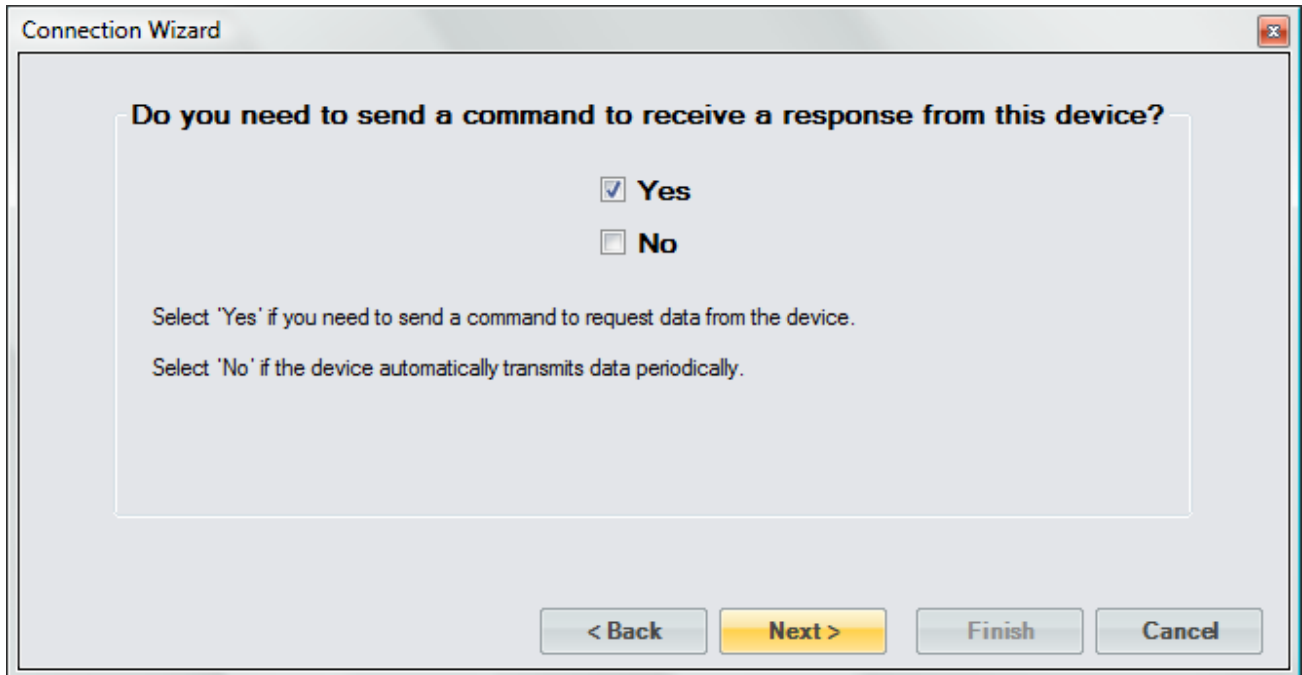 Connection Wizard
Do you need to send a command to receive a response from this device?
Yes
No
Select 'Yes' if you need to send a command to request data from the device.
Select 'No' if the device automatically transmits data periodically.
< Back Next > Finish Cancel